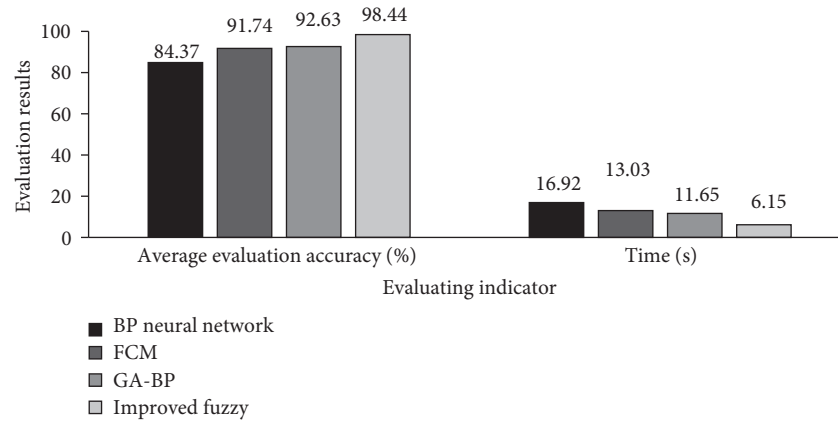 84.37 91.74 92.63 98.44
100
80
60
40
20
0
Evaluation results
16.92 13.03 11.65 6.15
Average evaluation accuracy (%) Time (s)
Evaluating indicator
BP neural network
FCM
GA-BP
Improved fuzzy